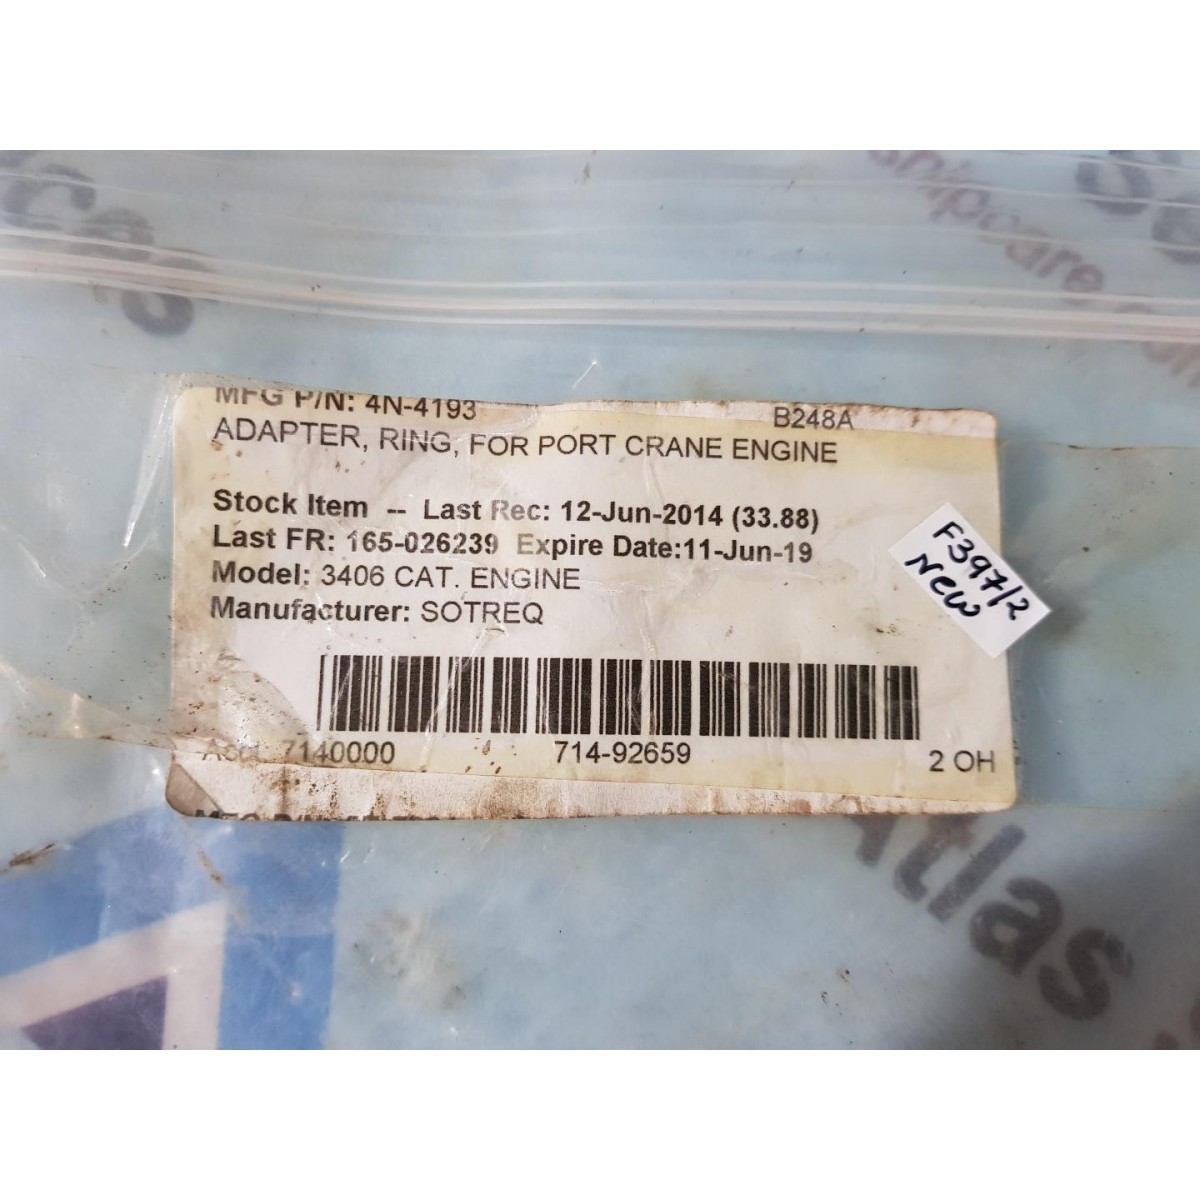 shipcare
MFG P/N: 4N-4193 B248A
ADAPTER, RING, FOR PORT CRANE ENGINE
Stock Item -- Last Rec: 12-Jun-2014 (33.88)
Last FR: 165-026239 Expire Date:11-Jun-19
Model: 3406 CAT. ENGINE
Manufacturer: SOTREQ
F397/2
NEW
7140000 714-92659 2 OH
Atlas